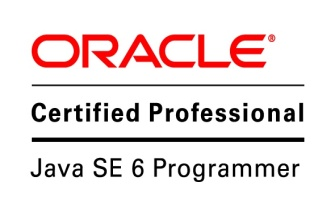 ORACLE®
Certified Professional
Java SE 6 Programmer